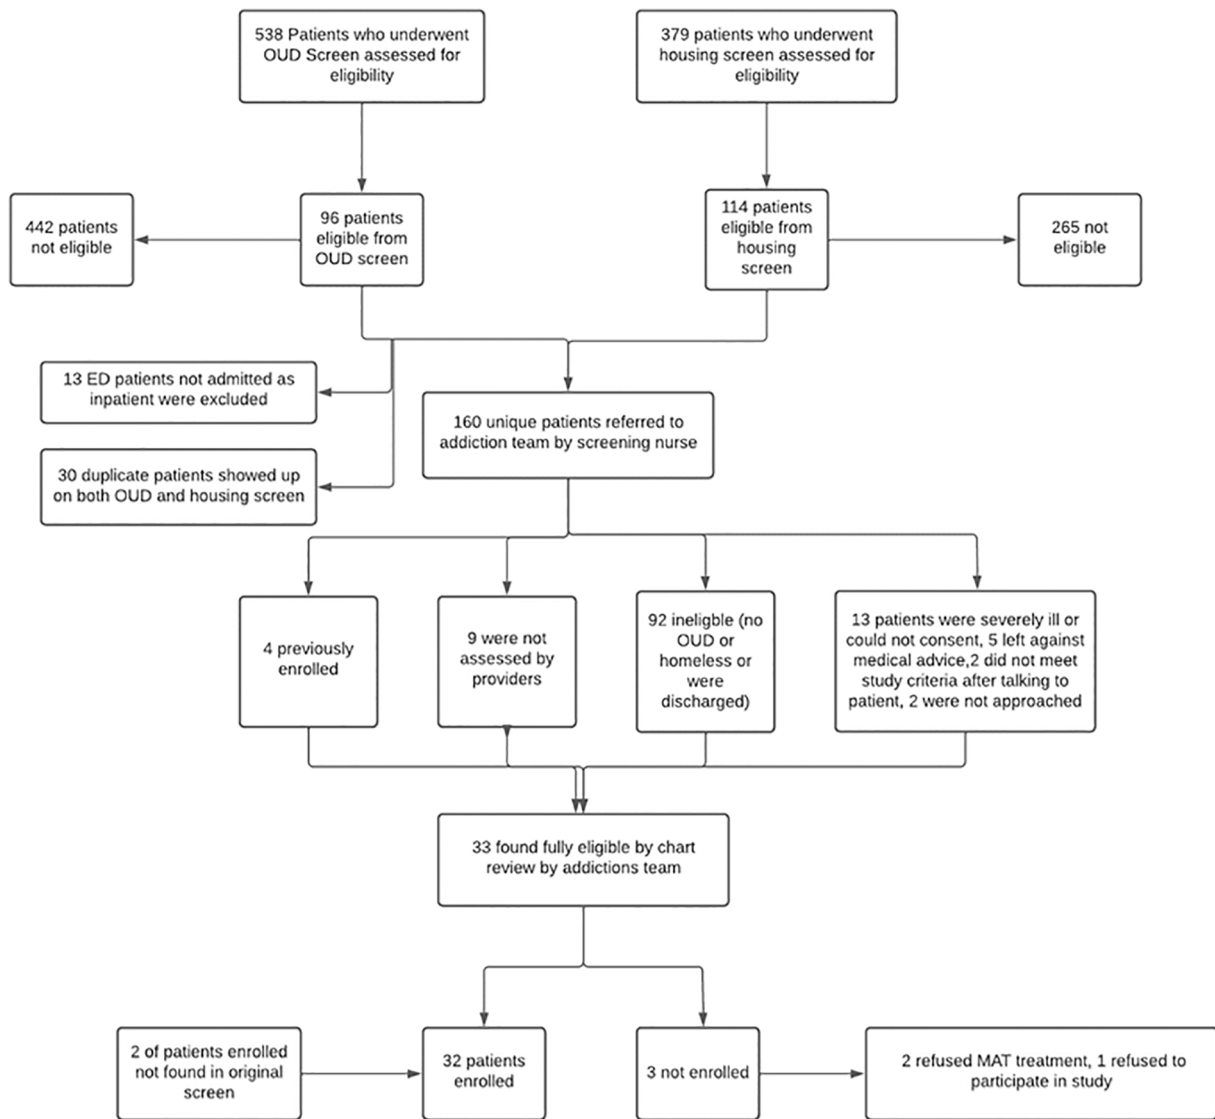 538 Patients who underwent
OUD Screen assessed for
eligibility
379 patients who underwent
housing screen assessed for
eligibility
442 patients
not eligible
96 patients
eligible from
OUD screen
114 patients
eligible from
housing
screen
265 not
eligible
13 ED patients not admitted as
inpatient were excluded
160 unique patients referred to
addiction team by screening nurse
30 duplicate patients showed up
on both OUD and housing screen
4 previously
enrolled
9 were not
assessed by
providers
92 ineligble (no
OUD or
homeless or
were
discharged)
13 patients were severely ill or
could not consent, 5 left against
medical advice,2 did not meet
study criteria after talking to
patient, 2 were not approached
33 found fully eligible by chart
review by addictions team
2 of patients enrolled
not found in original
screen
32 patients
enrolled
3 not enrolled
2 refused MAT treatment, 1 refused to
participate in study